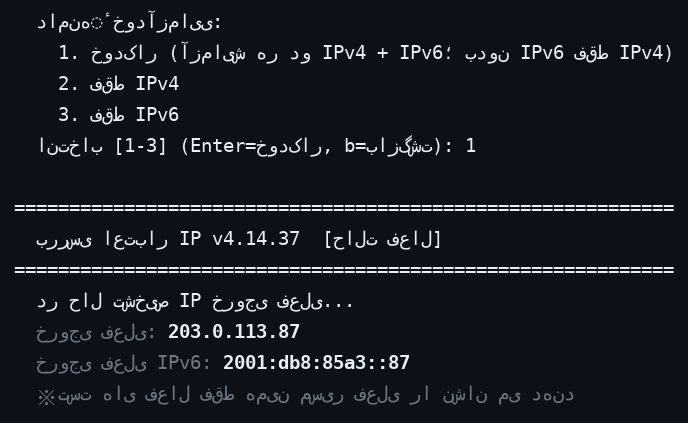 دامنهٔ خودآزمایی:
1. خودکار (آزمایش هر دو IPv4 + IPv6؛ بدون IPv6 فقط IPv4)
2. فقط IPv4
3. فقط IPv6
انتخاب [1-3] (Enter=خودکار, b=بازگشت): 1
============================================================
بررسی اعتبار IP v4.14.37  [حالت فعال]
============================================================
در حال تشخیص IP خروجی فعلی...
خروجی فعلی: 203.0.113.87
خروجی فعلی IPv6: 2001:db8:85a3::87
※تست های فعال فقط همین مسیر فعلی را نشان می دهند